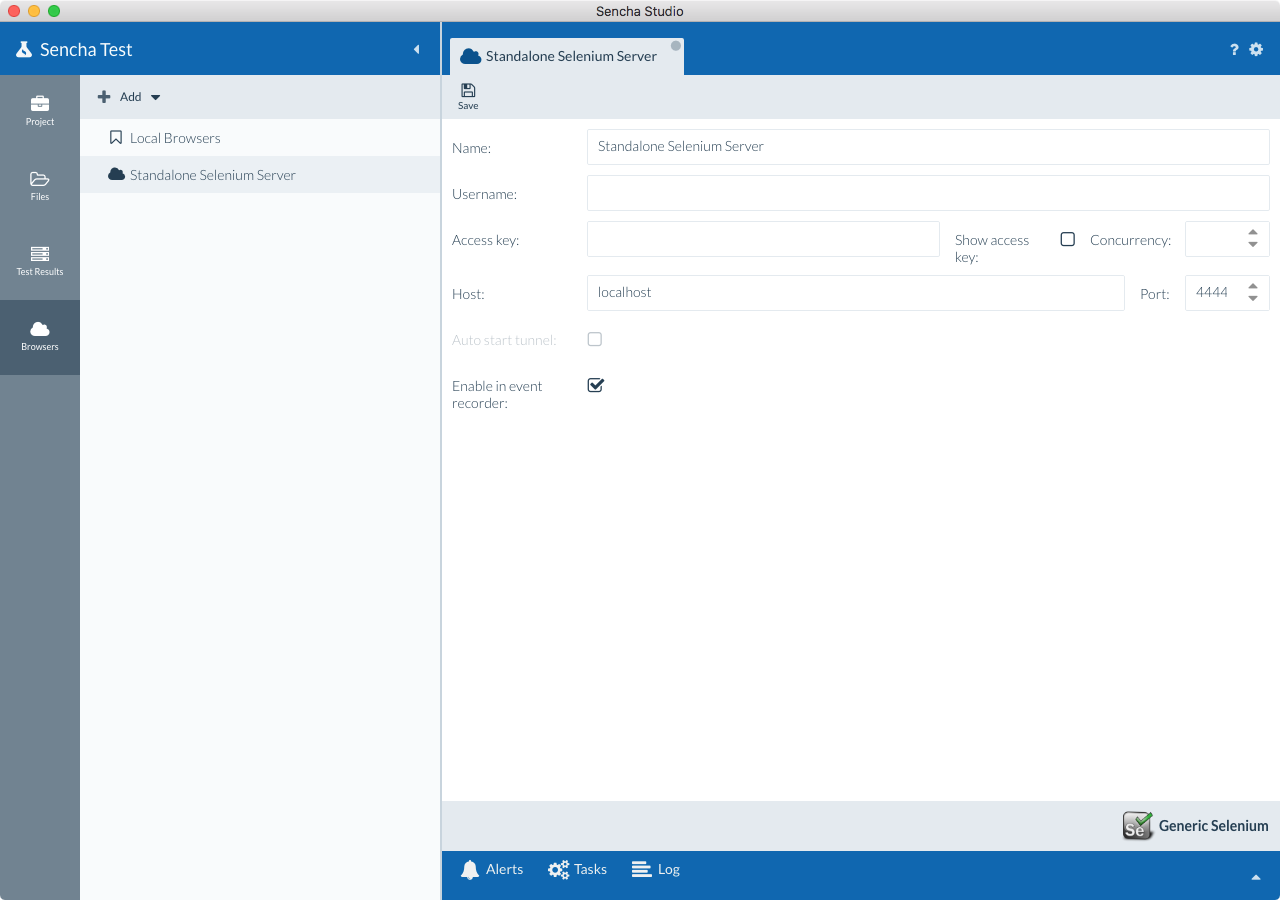 Sencha Studio
Sencha Test
Standalone Selenium Server
?
Project
Files
Test Results
Browsers
Add
Local Browsers
Standalone Selenium Server
Save
Name:
Standalone Selenium Server
Username:
Access key:
Show access
key:
Concurrency:
Host:
localhost
Port:
4444
Auto start tunnel:
Enable in event
recorder:
Se
Generic Selenium
Alerts
Tasks
Log